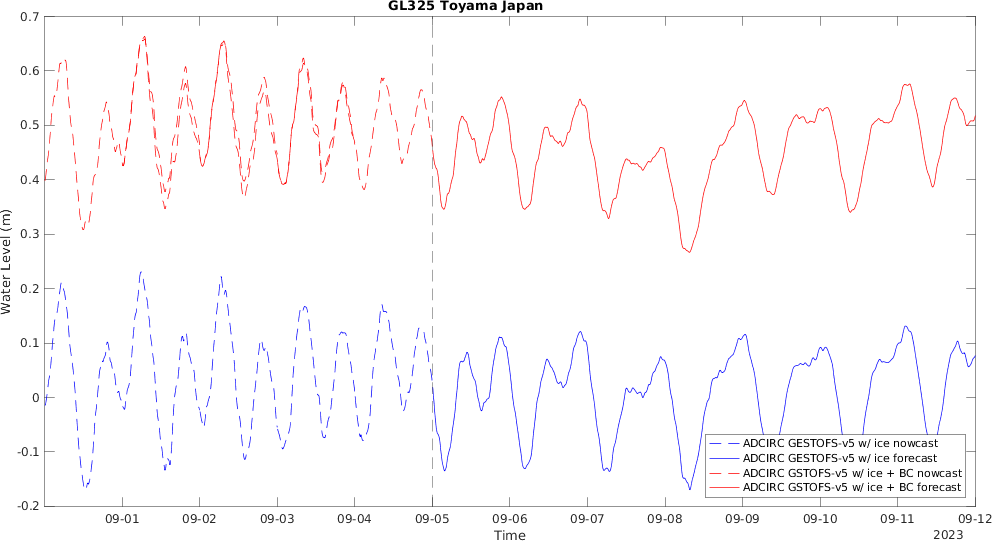 GL325 Toyama Japan
0.7
0.6
0.5
0.4
0.3
0.2
0.1
0
-0.1
-0.2
Water Level (m)
ADCIRC GESTOFS-v5 w/ ice nowcast
ADCIRC GESTOFS-v5 w/ ice forecast
ADCIRC GSTOFS-v5 w/ ice + BC nowcast
ADCIRC GSTOFS-v5 w/ ice + BC forecast
09-01 09-02 09-03 09-04 09-05 09-06 09-07 09-08 09-09 09-10 09-11 09-12
Time
2023